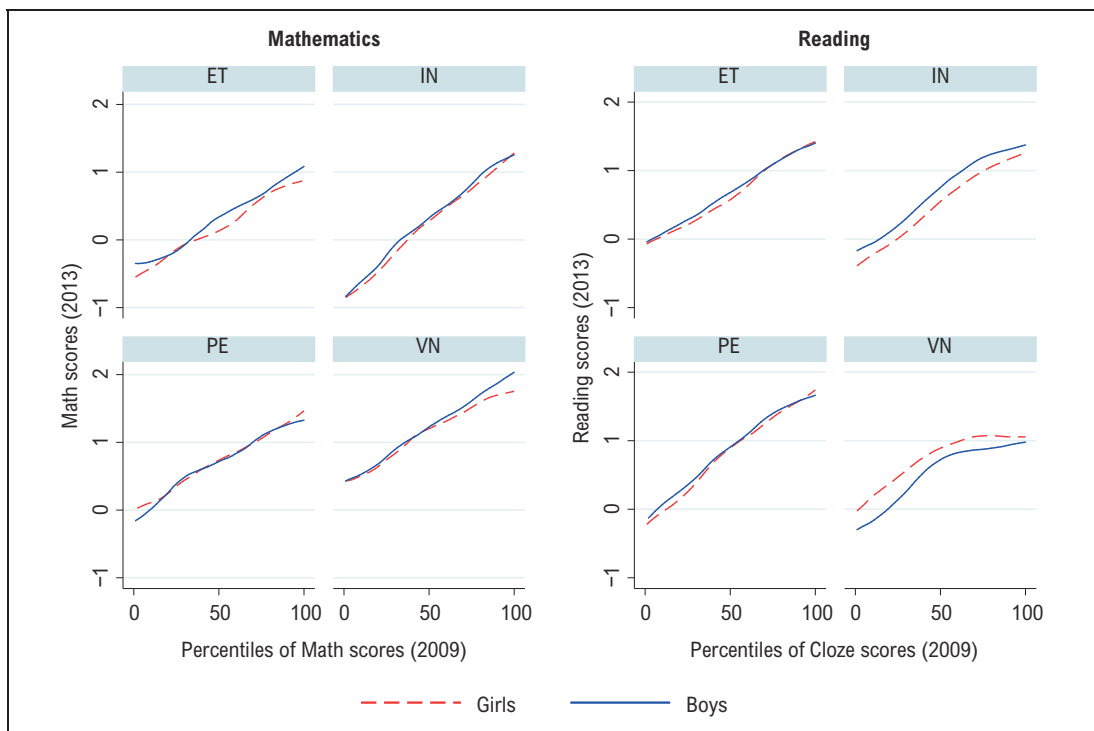 Mathematics
ET
IN
2
1
0
−1
PE
VN
2
1
0
−1
0
50
100
0
50
100
Math scores (2013)
Percentiles of Math scores (2009)
Reading
ET
IN
2
1
0
−1
PE
VN
2
1
0
−1
0
50
100
0
50
100
Reading scores (2013)
Percentiles of Cloze scores (2009)
Girls
Boys